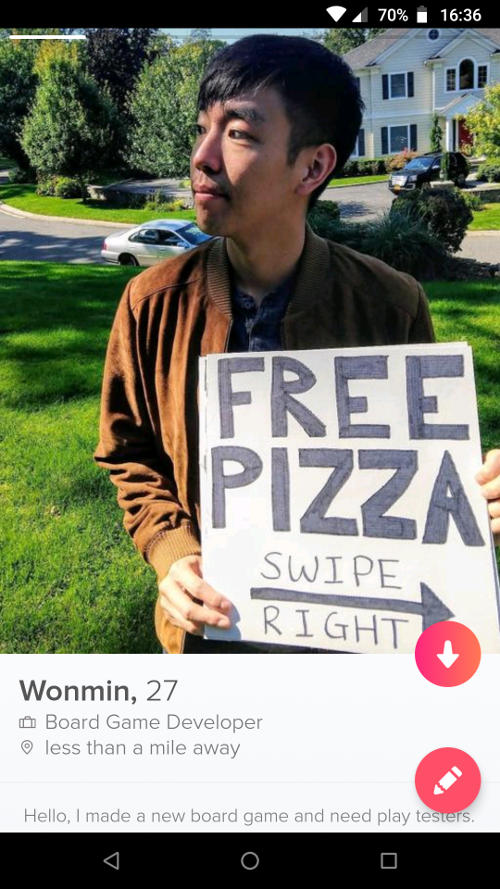 70% 16:36
FREE
PIZZA
SWIPE
RIGHT
Wonmin, 27
Board Game Developer
less than a mile away
Hello, I made a new board game and need play testers.